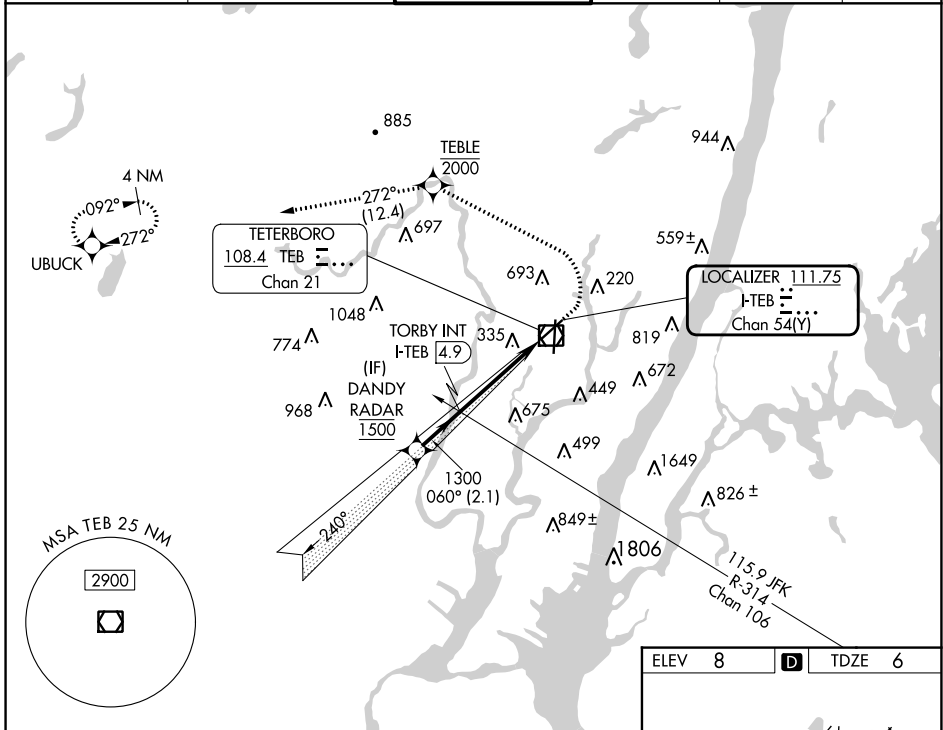 885
944
TEBLE
2000
4 NM
092°
272°
272°
(12.4)
697
UBUCK
TETERBORO
108.4 TEB
Chan 21
559±
693
220
LOCALIZER 111.75
I-TEB
Chan 54(Y)
1048
774
TORBY INT
I-TEB 4.9
335
819
(IF)
DANDY
RADAR
1500
968
672
449
675
499
1300
060° (2.1)
1649
826 ±
849±
1806
240°
115.9 JFK
R-314
Chan 106
MSA TEB 25 NM
2900
ELEV 8 D TDZE 6